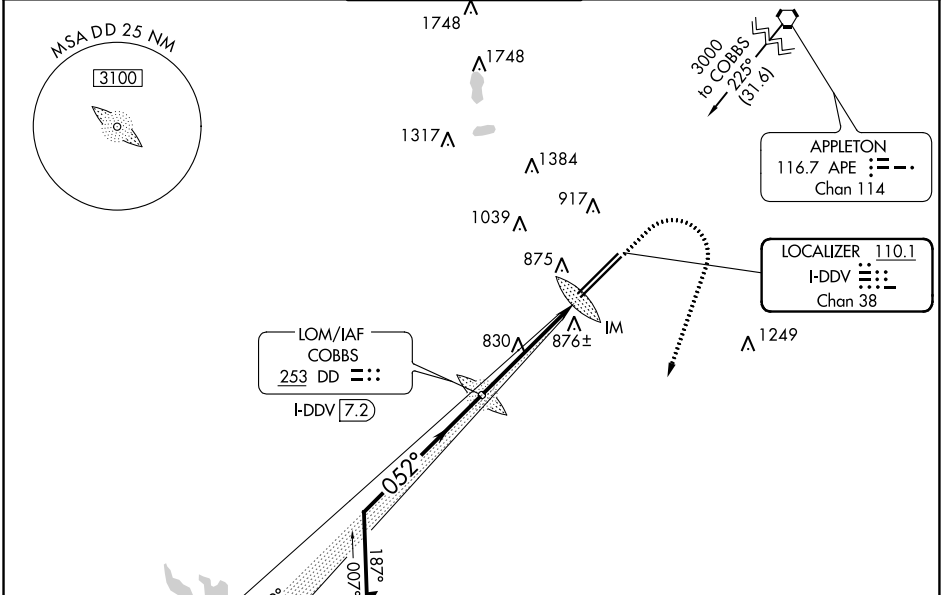 MSA DD 25 NM
3100
1748
1748
1317
1384
917
1039
875
830
876±
IM
1249
3000
to COBBS
225°
(31.6)
APPLETON
116.7 APE
Chan 114
LOCALIZER 110.1
I-DDV
Chan 38
LOM/IAF
COBBS
253 DD
I-DDV 7.2
052°
187°
007°